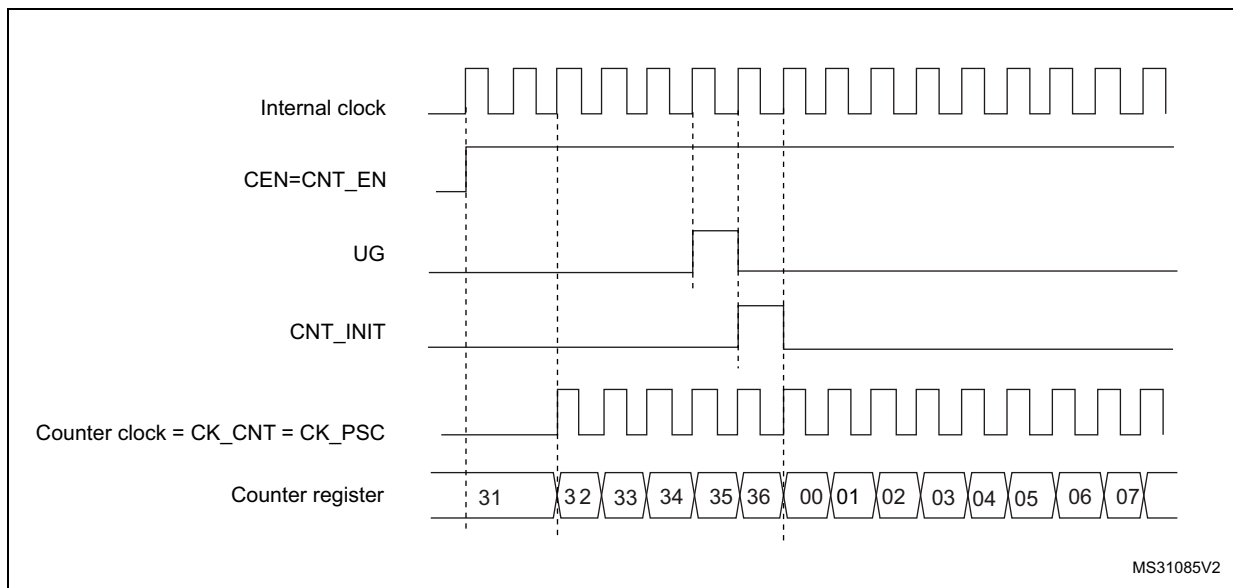 Internal clock
CEN=CNT_EN
UG
CNT_INIT
Counter clock = CK_CNT = CK_PSC
Counter register 31 32 33 34 35 36 00 01 02 03 04 05 06 07
MS31085V2